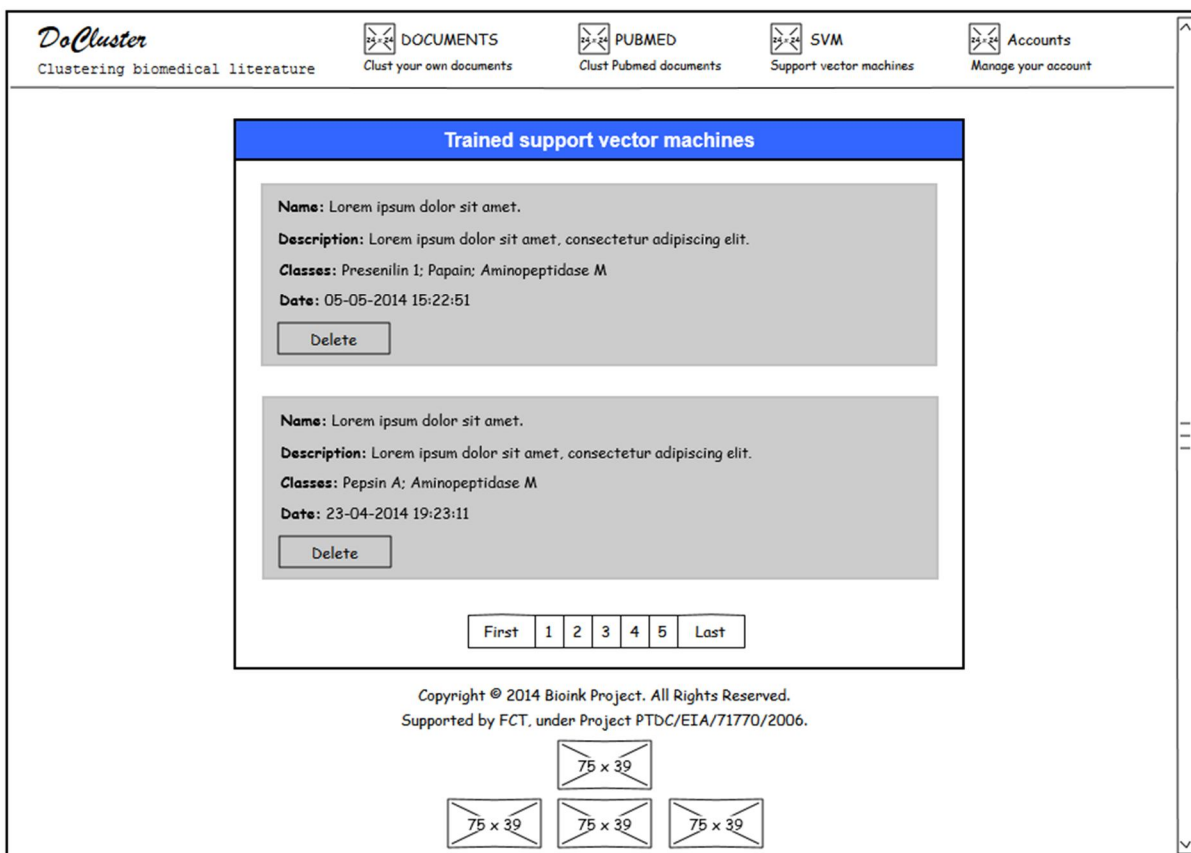 DoCluster
Clustering biomedical literature
24 x 24 DOCUMENTS
Clust your own documents
24 x 24 PUBMED
Clust Pubmed documents
24 x 24 SVM
Support vector machines
24 x 24 Accounts
Manage your account
Trained support vector machines
Name: Lorem ipsum dolor sit amet.
Description: Lorem ipsum dolor sit amet, consectetur adipiscing elit.
Classes: Presenilin 1; Papain; Aminopeptidase M
Date: 05-05-2014 15:22:51
Delete
Name: Lorem ipsum dolor sit amet.
Description: Lorem ipsum dolor sit amet, consectetur adipiscing elit.
Classes: Pepsin A; Aminopeptidase M
Date: 23-04-2014 19:23:11
Delete
First 1 2 3 4 5 Last
Copyright © 2014 Bioink Project. All Rights Reserved.
Supported by FCT, under Project PTDC/EIA/71770/2006.
75 x 39
75 x 39 75 x 39 75 x 39